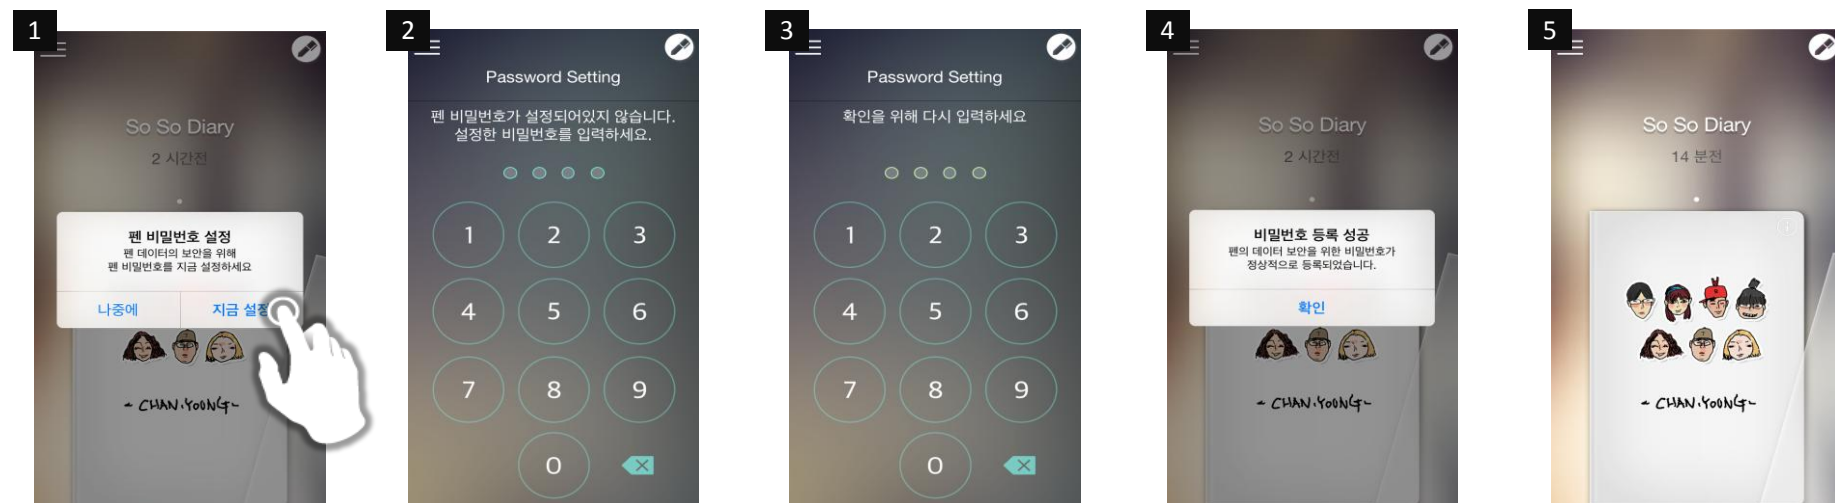 1
So So Diary
2 시간전
펜 비밀번호 설정
펜 데이터의 보안을 위해
펜 비밀번호를 지금 설정하세요
나중에 지금 설정
- CHAN.YOONG-
2
Password Setting
펜 비밀번호가 설정되어있지 않습니다.
설정한 비밀번호를 입력하세요.
1 2 3
4 5 6
7 8 9
0
3
Password Setting
확인을 위해 다시 입력하세요
1 2 3
4 5 6
7 8 9
0
4
So So Diary
2 시간전
비밀번호 등록 성공
펜의 데이터 보안을 위한 비밀번호가
정상적으로 등록되었습니다.
확인
- CHAN.YOONG-
5
So So Diary
14 분전
- CHAN.YOONG-